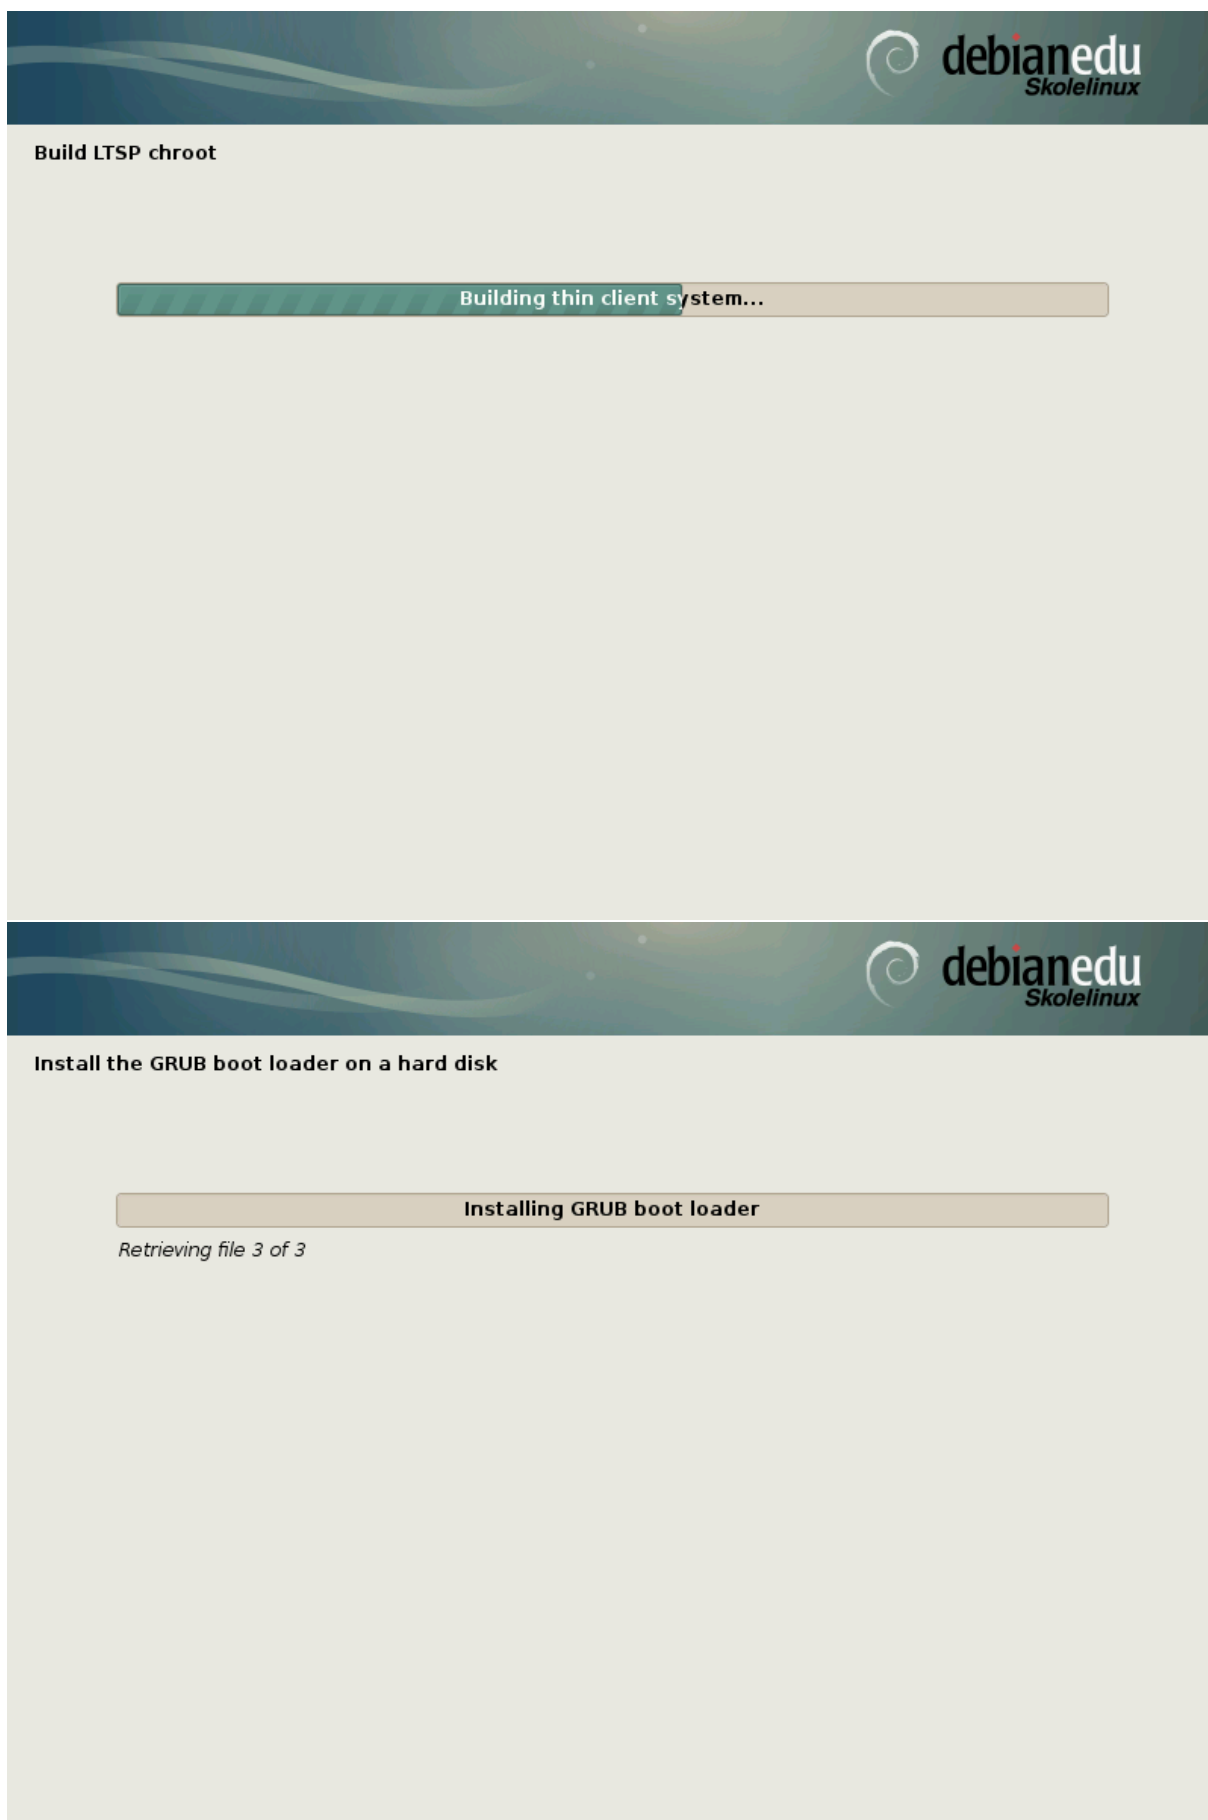 debianedu
Skolelinux
Build LTSP chroot
Building thin client system...
debianedu
Skolelinux
Install the GRUB boot loader on a hard disk
Installing GRUB boot loader
Retrieving file 3 of 3